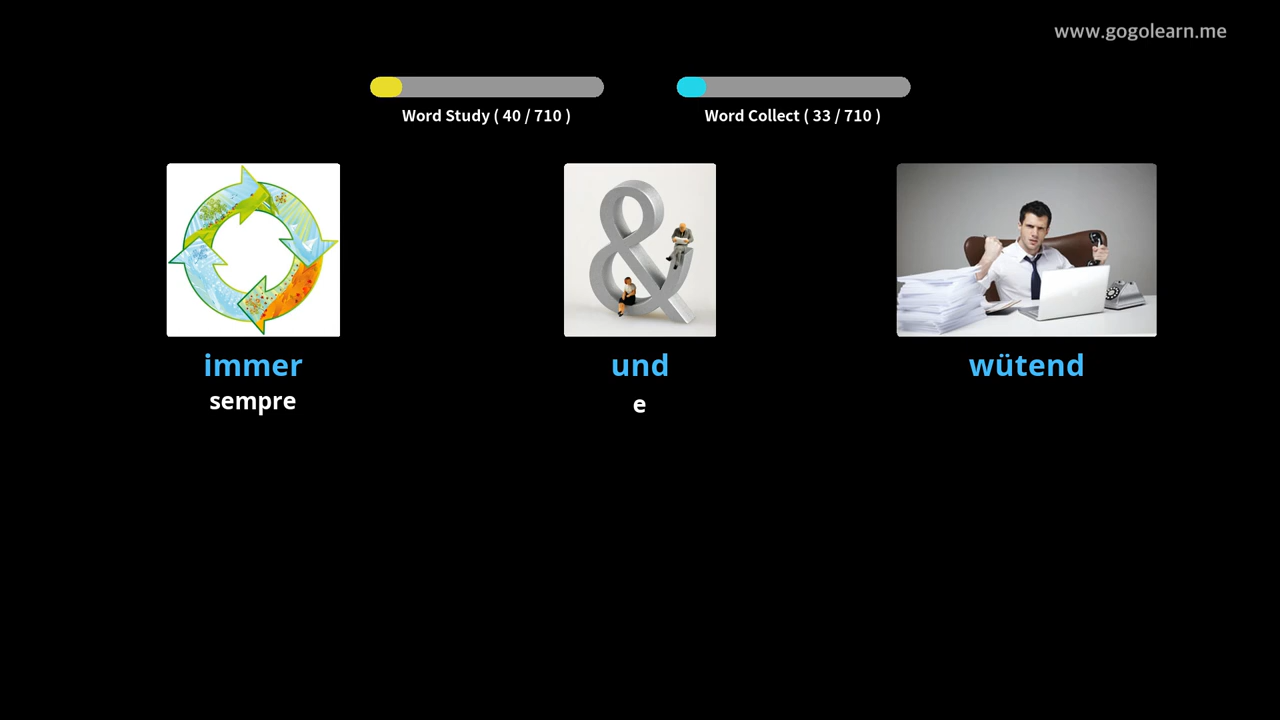 www.gogolearn.me
Word Study ( 40 / 710 )
Word Collect ( 33 / 710 )
immer
und
wütend
sempre
e